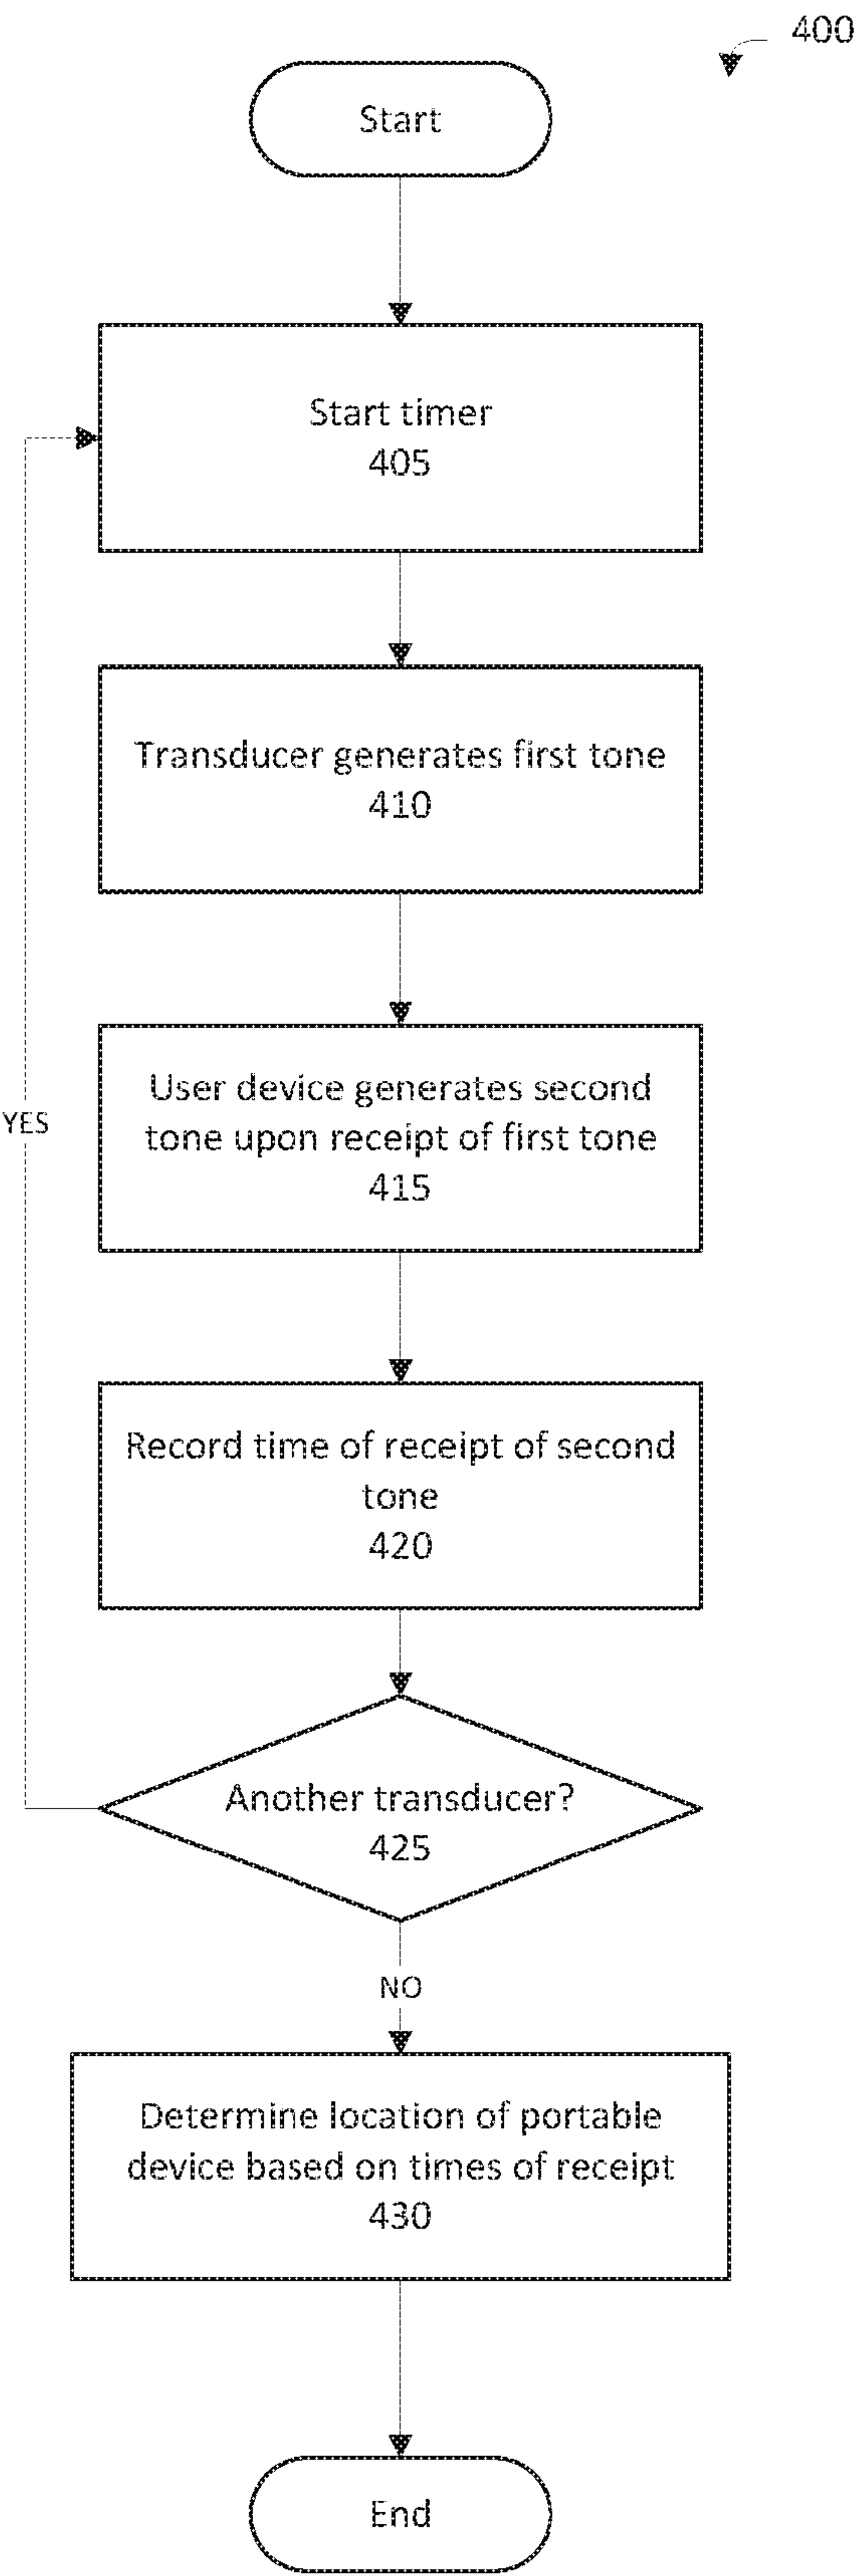 400
Start
Start timer
405
Transducer generates first tone
410
User device generates second
tone upon receipt of first tone
415
YES
Record time of receipt of second
tone
420
Another transducer?
425
NO
Determine location of portable
device based on times of receipt
430
End